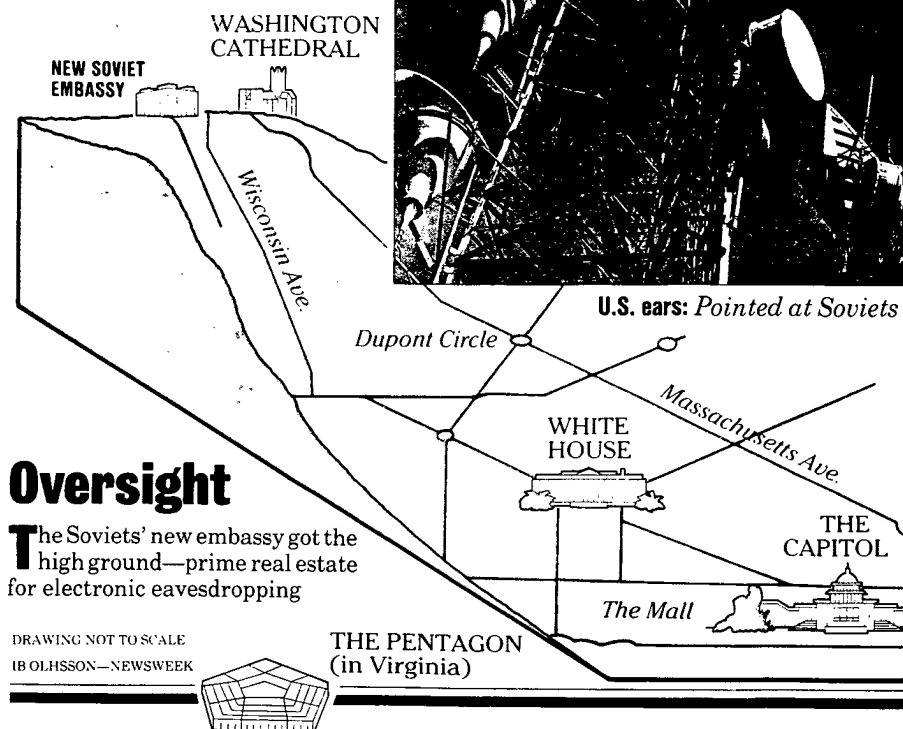 WASHINGTON
CATHEDRAL
NEW SOVIET
EMBASSY
Wisconsin Ave.
U.S. ears: Pointed at Soviets
Dupont Circle
Massachusetts Ave.
WHITE
HOUSE
THE
CAPITOL
The Mall
Oversight
The Soviets' new embassy got the
high ground—prime real estate
for electronic eavesdropping
DRAWING NOT TO SCALE
IB OLHSSON—NEWSWEEK
THE PENTAGON
(in Virginia)